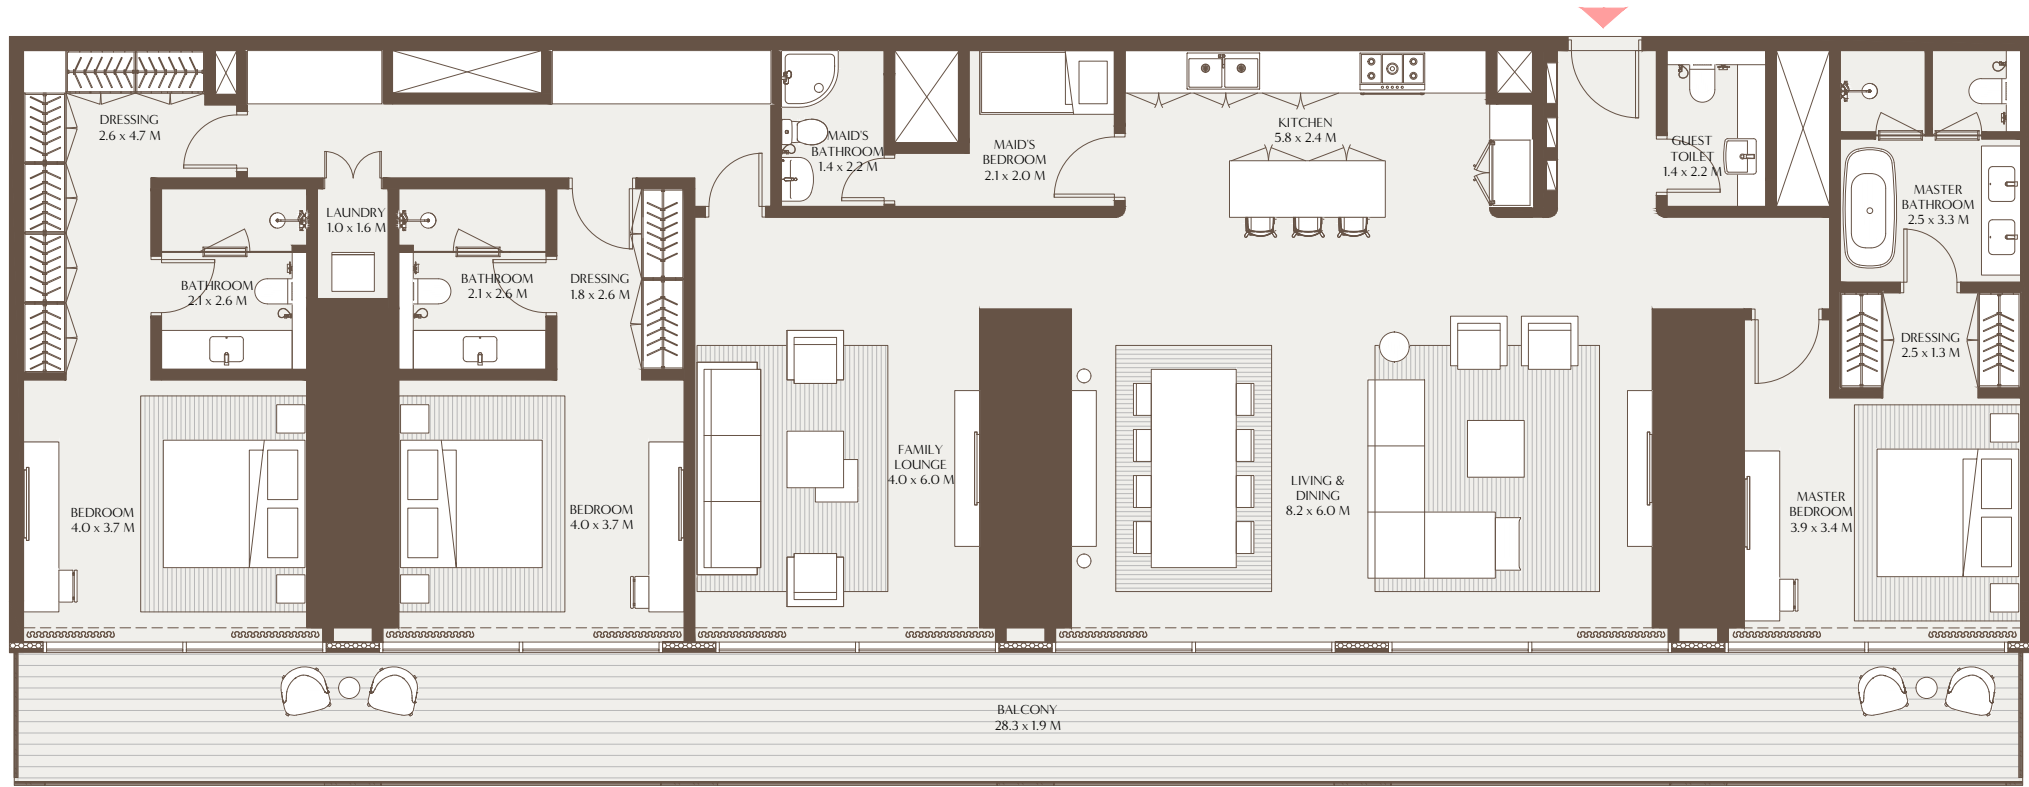 DRESSING
2.6 x 4.7 M
MAID'S
BATHROOM
1.4 x 2.2 M
MAID'S
BEDROOM
2.1 x 2.0 M
KITCHEN
5.8 x 2.4 M
GUEST
TOILET
1.4 x 2.2 M
MASTER
BATHROOM
2.5 x 3.3 M
LAUNDRY
1.0 x 1.6 M
BATHROOM
2.1 x 2.6 M
BATHROOM
2.1 x 2.6 M
DRESSING
1.8 x 2.6 M
DRESSING
2.5 x 1.3 M
BEDROOM
4.0 x 3.7 M
BEDROOM
4.0 x 3.7 M
FAMILY
LOUNGE
4.0 x 6.0 M
LIVING &
DINING
8.2 x 6.0 M
MASTER
BEDROOM
3.9 x 3.4 M
BALCONY
28.3 x 1.9 M